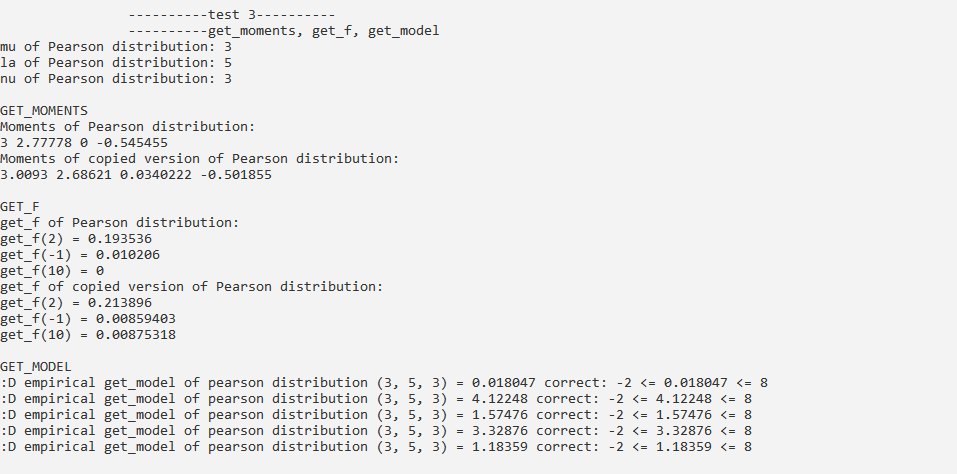 ----------test 3----------
----------get_moments, get_f, get_model
mu of Pearson distribution: 3
la of Pearson distribution: 5
nu of Pearson distribution: 3
GET_MOMENTS
Moments of Pearson distribution:
3 2.77778 0 -0.545455
Moments of copied version of Pearson distribution:
3.0093 2.68621 0.0340222 -0.501855
GET_F
get_f of Pearson distribution:
get_f(2) = 0.193536
get_f(-1) = 0.010206
get_f(10) = 0
get_f of copied version of Pearson distribution:
get_f(2) = 0.213896
get_f(-1) = 0.00859403
get_f(10) = 0.00875318
GET_MODEL
:D empirical get_model of pearson distribution (3, 5, 3) = 0.018047 correct: -2 <= 0.018047 <= 8
:D empirical get_model of pearson distribution (3, 5, 3) = 4.12248 correct: -2 <= 4.12248 <= 8
:D empirical get_model of pearson distribution (3, 5, 3) = 1.57476 correct: -2 <= 1.57476 <= 8
:D empirical get_model of pearson distribution (3, 5, 3) = 3.32876 correct: -2 <= 3.32876 <= 8
:D empirical get_model of pearson distribution (3, 5, 3) = 1.18359 correct: -2 <= 1.18359 <= 8